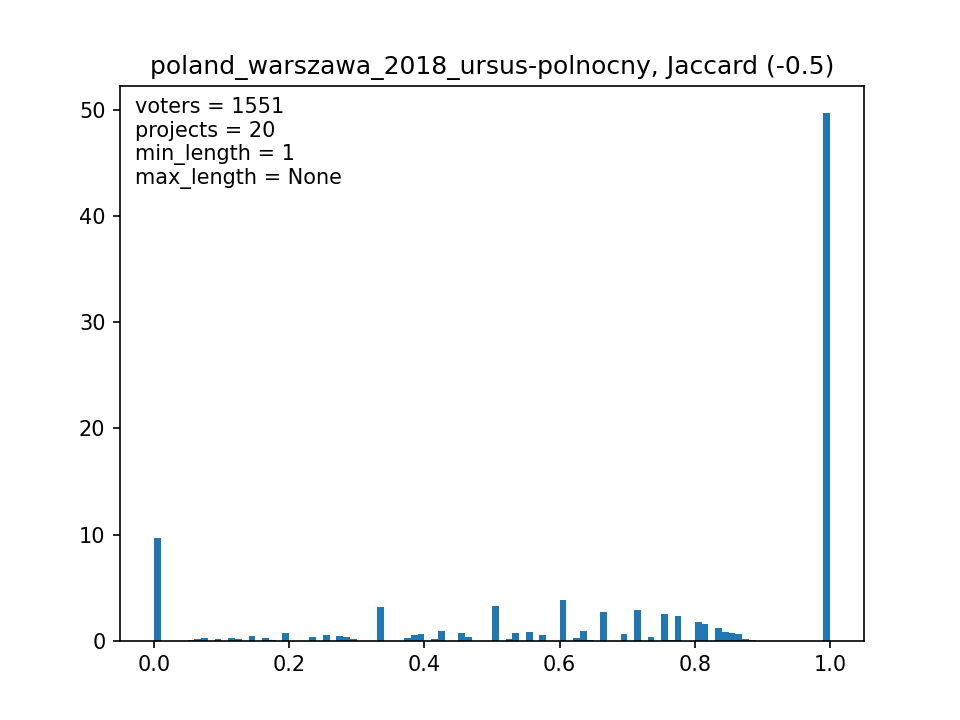 poland_warszawa_2018_ursus-polnocny, Jaccard (-0.5)
voters = 1551
projects = 20
min_length = 1
max_length = None
50
40
30
20
10
0
0.0 0.2 0.4 0.6 0.8 1.0